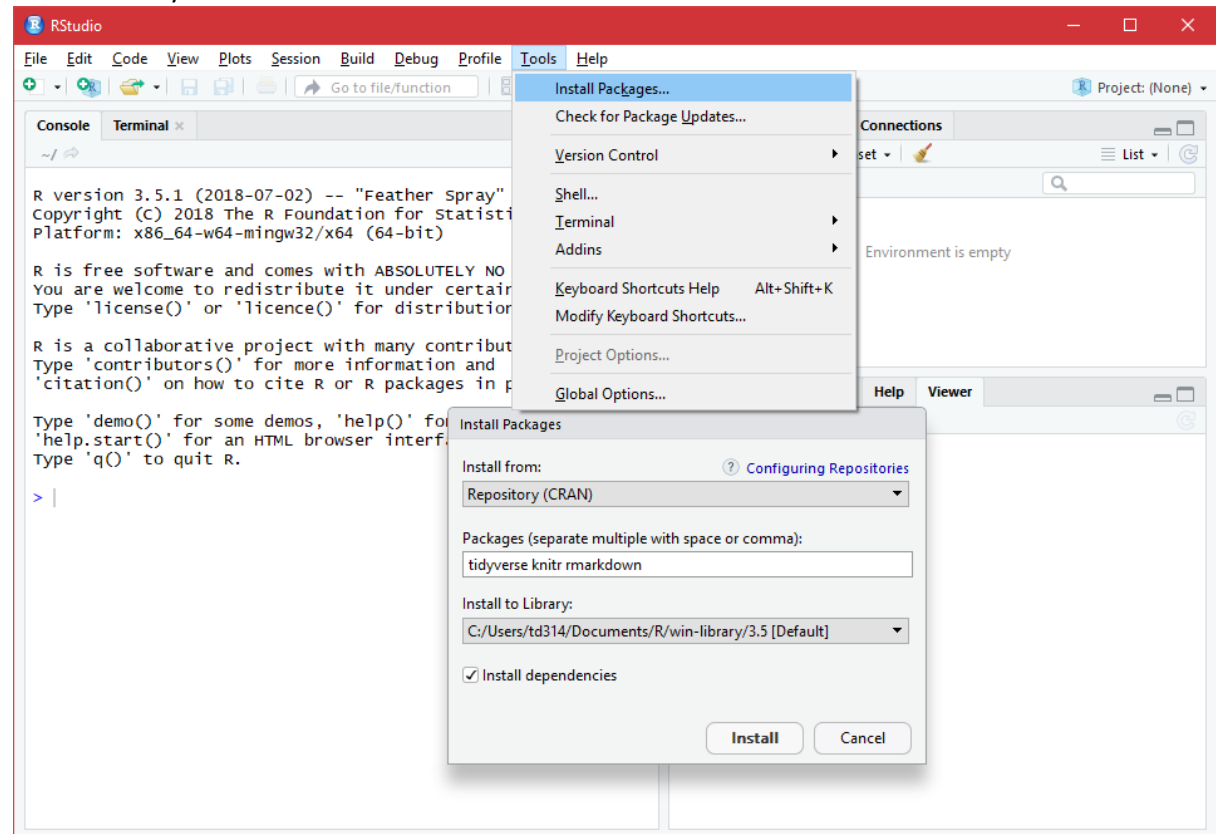 RStudio
File Edit Code View Plots Session Build Debug Profile Tools Help
Go to file/function
Project: (None)
Install Packages...
Check for Package Updates...
Version Control
Shell...
Terminal
Addins
Keyboard Shortcuts Help Alt+Shift+K
Modify Keyboard Shortcuts...
Project Options...
Global Options...
Console Terminal
~/
R version 3.5.1 (2018-07-02) -- "Feather Spray"
Copyright (C) 2018 The R Foundation for Statisti
Platform: x86_64-w64-mingw32/x64 (64-bit)
R is free software and comes with ABSOLUTELY NO
You are welcome to redistribute it under certain
Type 'license()' or 'licence()' for distribution
R is a collaborative project with many contribut
Type 'contributors()' for more information and
'citation()' on how to cite R or R packages in p
Type 'demo()' for some demos, 'help()' for
'help.start()' for an HTML browser interf
Type 'q()' to quit R.
>
Connections
set List
Environment is empty
Help Viewer
Install Packages
Install from: Configuring Repositories
Repository (CRAN)
Packages (separate multiple with space or comma):
tidyverse knitr rmarkdown
Install to Library:
C:/Users/td314/Documents/R/win-library/3.5 [Default]
Install dependencies
Install Cancel